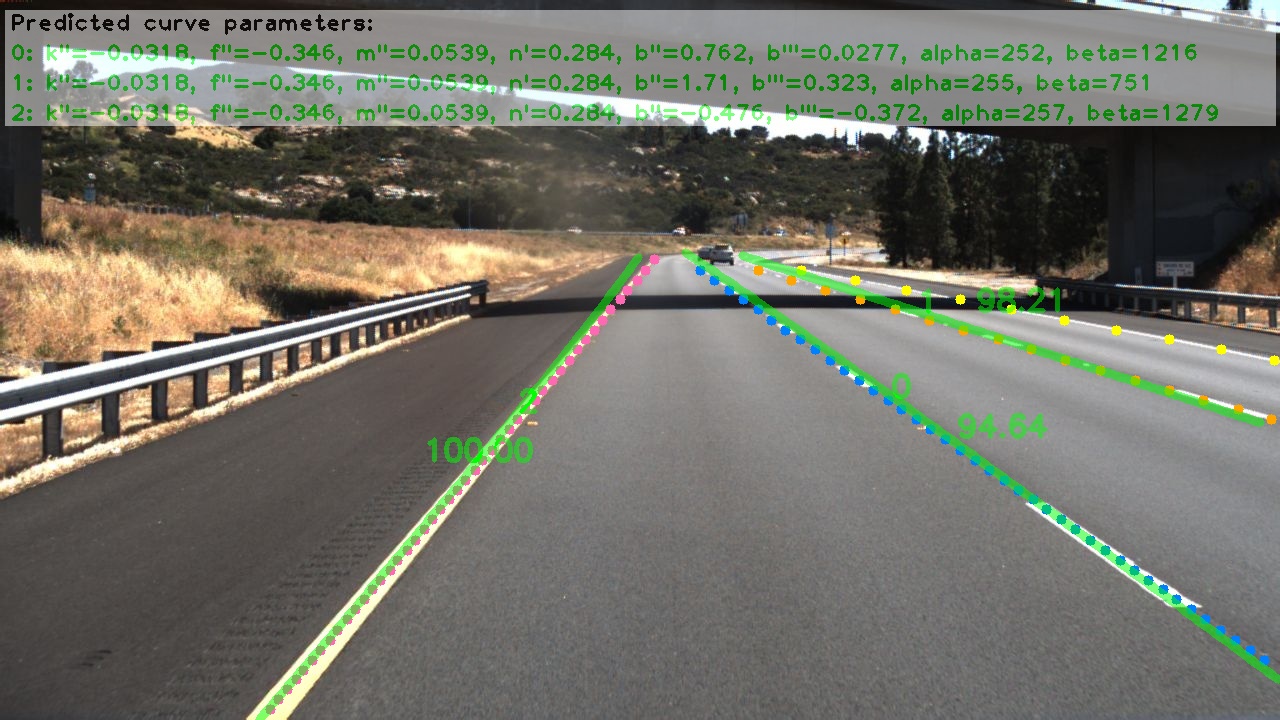 Predicted curve parameters:
0: k''=-0.0318, f''=-0.346, m''=0.0539, n'=0.284, b''=0.762, b'''=0.0277, alpha=252, beta=1216
1: k''=-0.0318, f''=-0.346, m''=0.0539, n'=0.284, b''=1.71, b'''=0.323, alpha=255, beta=751
2: k''=-0.0318, f''=-0.346, m''=0.0539, n'=0.284, b''=-0.476, b'''=-0.372, alpha=257, beta=1279
1 98.21
0
2
94.64
100.00